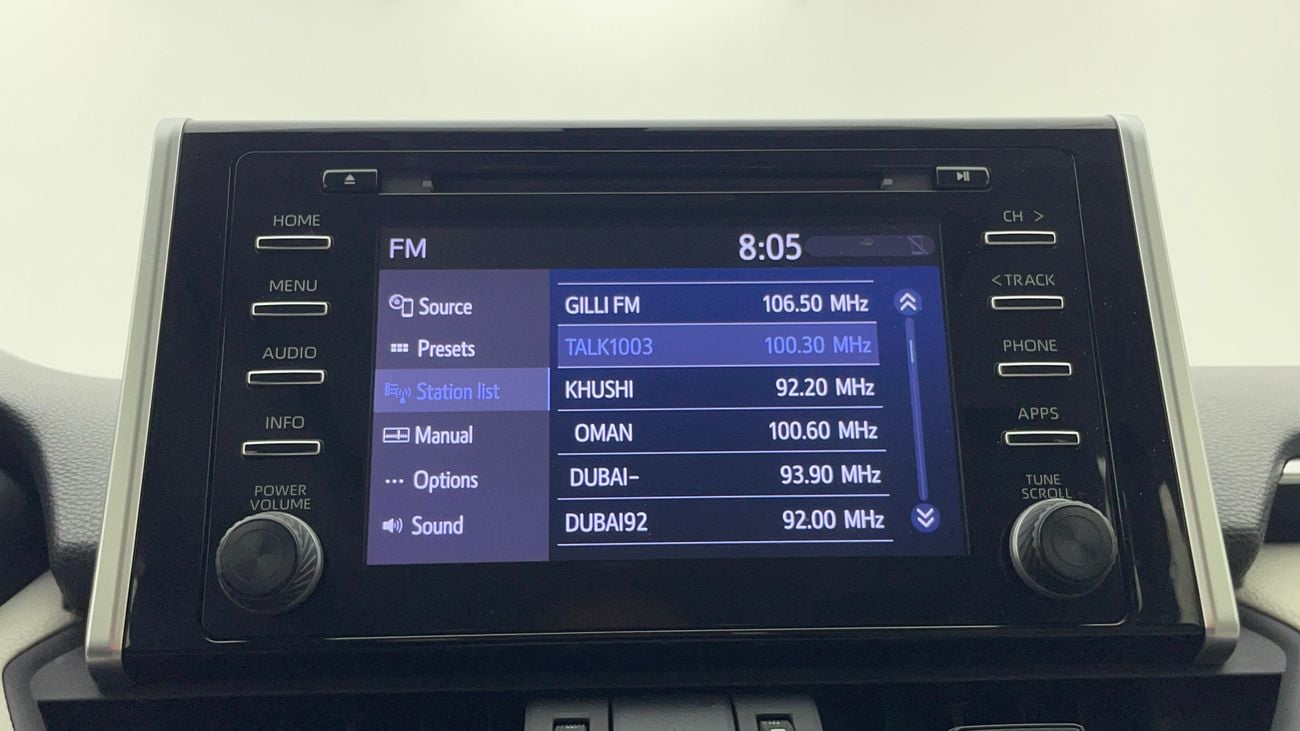 HOME
MENU
AUDIO
INFO
POWER
VOLUME
FM
8:05
Source
Presets
Station list
Manual
Options
Sound
GILLI FM 106.50 MHz
TALK1003 100.30 MHz
KHUSHI 92.20 MHz
OMAN 100.60 MHz
DUBAI- 93.90 MHz
DUBAI92 92.00 MHz
CH >
< TRACK
PHONE
APPS
TUNE
SCROLL